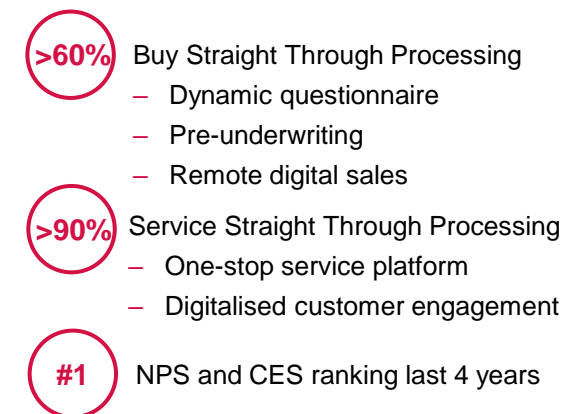 >60% Buy Straight Through Processing
– Dynamic questionnaire
– Pre-underwriting
– Remote digital sales
>90% Service Straight Through Processing
– One-stop service platform
– Digitalised customer engagement
#1 NPS and CES ranking last 4 years